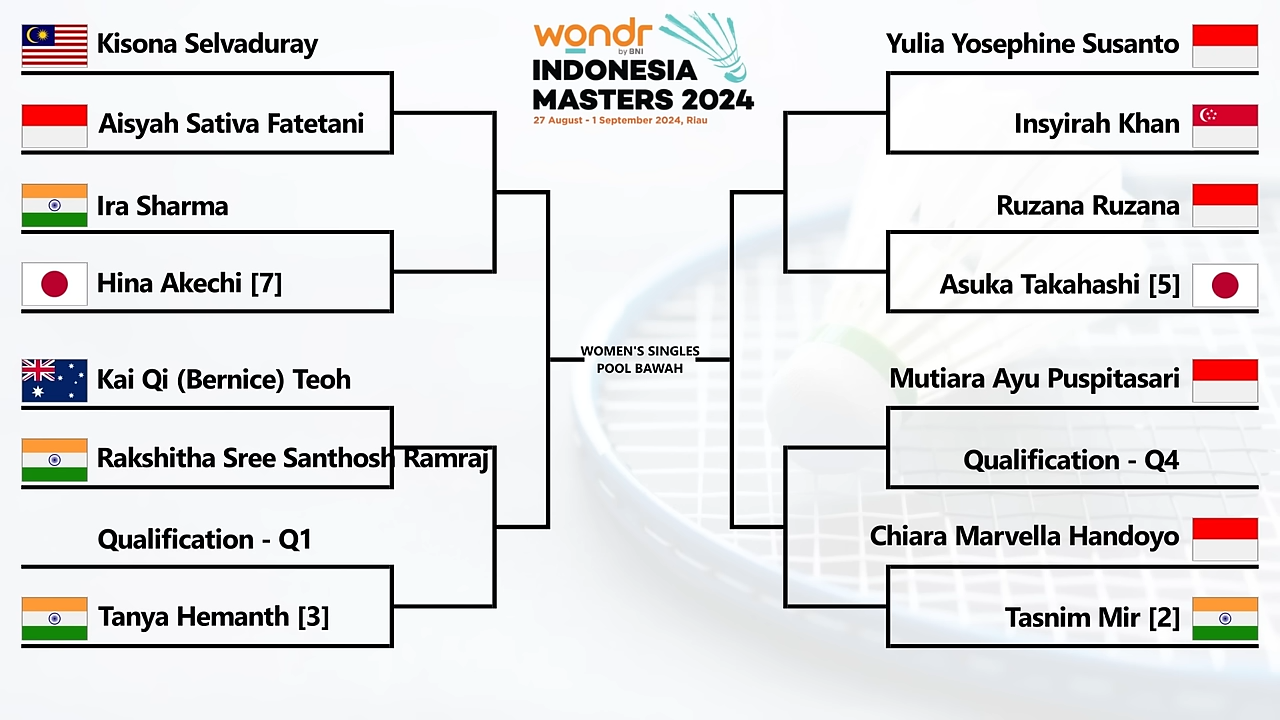 Kisona Selvaduray
Aisyah Sativa Fatetani
Ira Sharma
Hina Akechi [7]
Kai Qi (Bernice) Teoh
Rakshitha Sree Santhosh Ramraj
Qualification - Q1
Tanya Hemanth [3]
wondr
by BNI
INDONESIA
MASTERS 2024
27 August - 1 September 2024, Riau
WOMEN'S SINGLES
POOL BAWAH
Yulia Yosephine Susanto
Insyirah Khan
Ruzana Ruzana
Asuka Takahashi [5]
Mutiara Ayu Puspitasari
Qualification - Q4
Chiara Marvella Handoyo
Tasnim Mir [2]